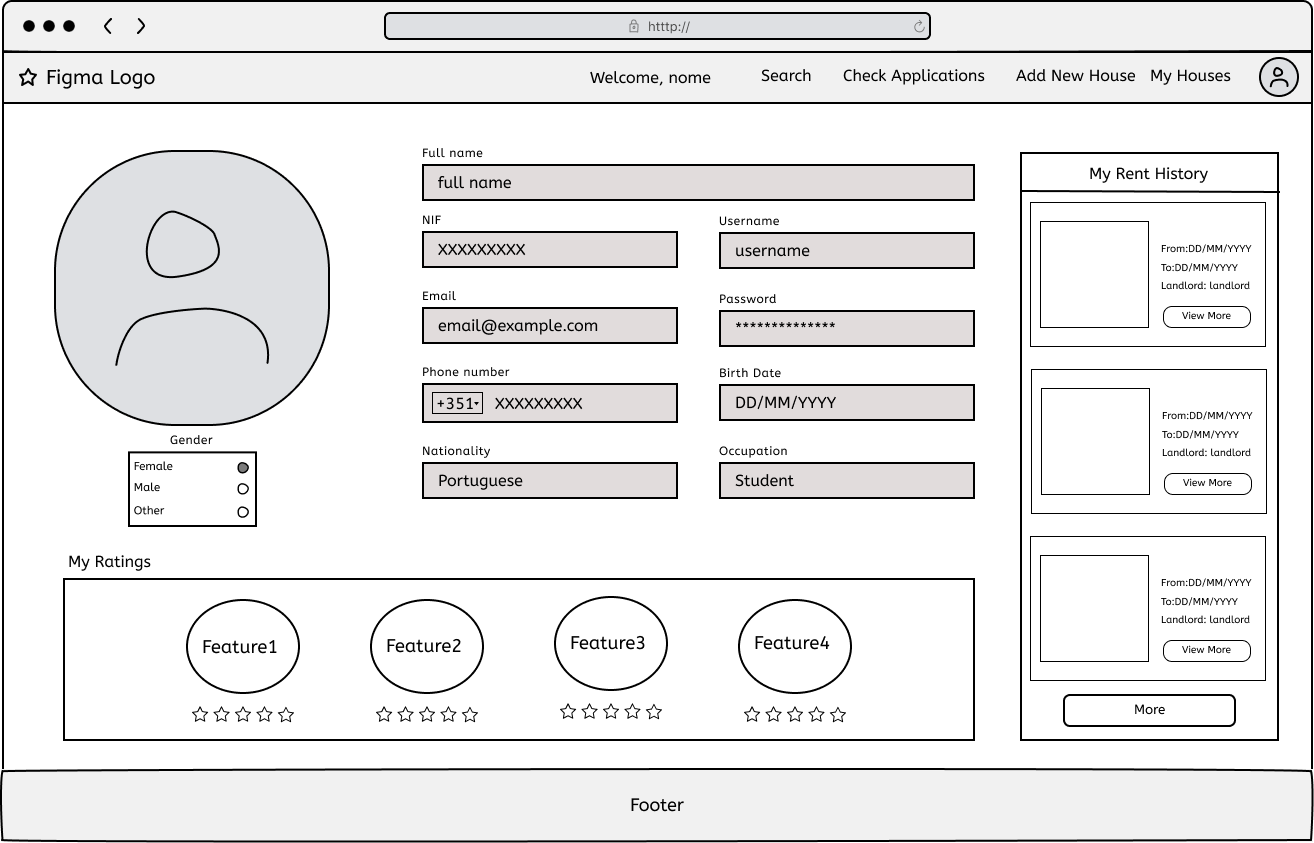 htttp://
Figma Logo
Welcome, nome
Search
Check Applications
Add New House
My Houses
Full name
full name
NIF
XXXXXXXXX
Username
username
Email
email@example.com
Password
**************
Phone number
+351
XXXXXXXXX
Birth Date
DD/MM/YYYY
Nationality
Portuguese
Occupation
Student
Gender
Female
Male
Other
My Ratings
Feature1
Feature2
Feature3
Feature4
My Rent History
From:DD/MM/YYYY
To:DD/MM/YYYY
Landlord: landlord
View More
From:DD/MM/YYYY
To:DD/MM/YYYY
Landlord: landlord
View More
From:DD/MM/YYYY
To:DD/MM/YYYY
Landlord: landlord
View More
More
Footer